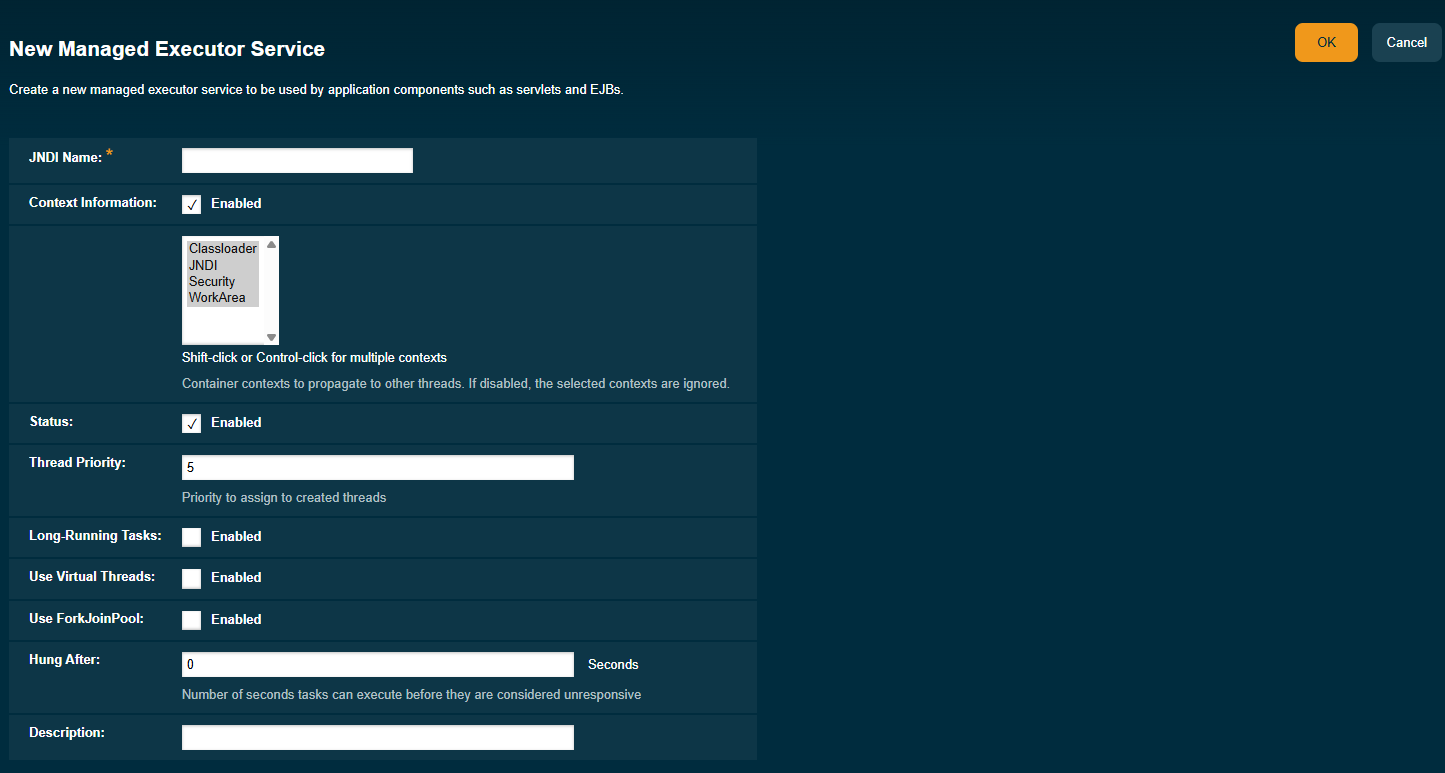 New Managed Executor Service
OK
Cancel
Create a new managed executor service to be used by application components such as servlets and EJBs.
JNDI Name: *
Context Information: ✓ Enabled
Classloader
JNDI
Security
WorkArea
Shift-click or Control-click for multiple contexts
Container contexts to propagate to other threads. If disabled, the selected contexts are ignored.
Status: ✓ Enabled
Thread Priority: 5
Priority to assign to created threads
Long-Running Tasks: Enabled
Use Virtual Threads: Enabled
Use ForkJoinPool: Enabled
Hung After: 0 Seconds
Number of seconds tasks can execute before they are considered unresponsive
Description: